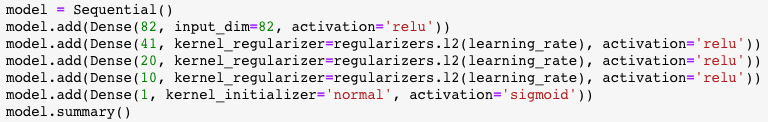 model = Sequential()
model.add(Dense(82, input_dim=82, activation='relu'))
model.add(Dense(41, kernel_regularizer=regularizers.l2(learning_rate), activation='relu'))
model.add(Dense(20, kernel_regularizer=regularizers.l2(learning_rate), activation='relu'))
model.add(Dense(10, kernel_regularizer=regularizers.l2(learning_rate), activation='relu'))
model.add(Dense(1, kernel_initializer='normal', activation='sigmoid'))
model.summary()